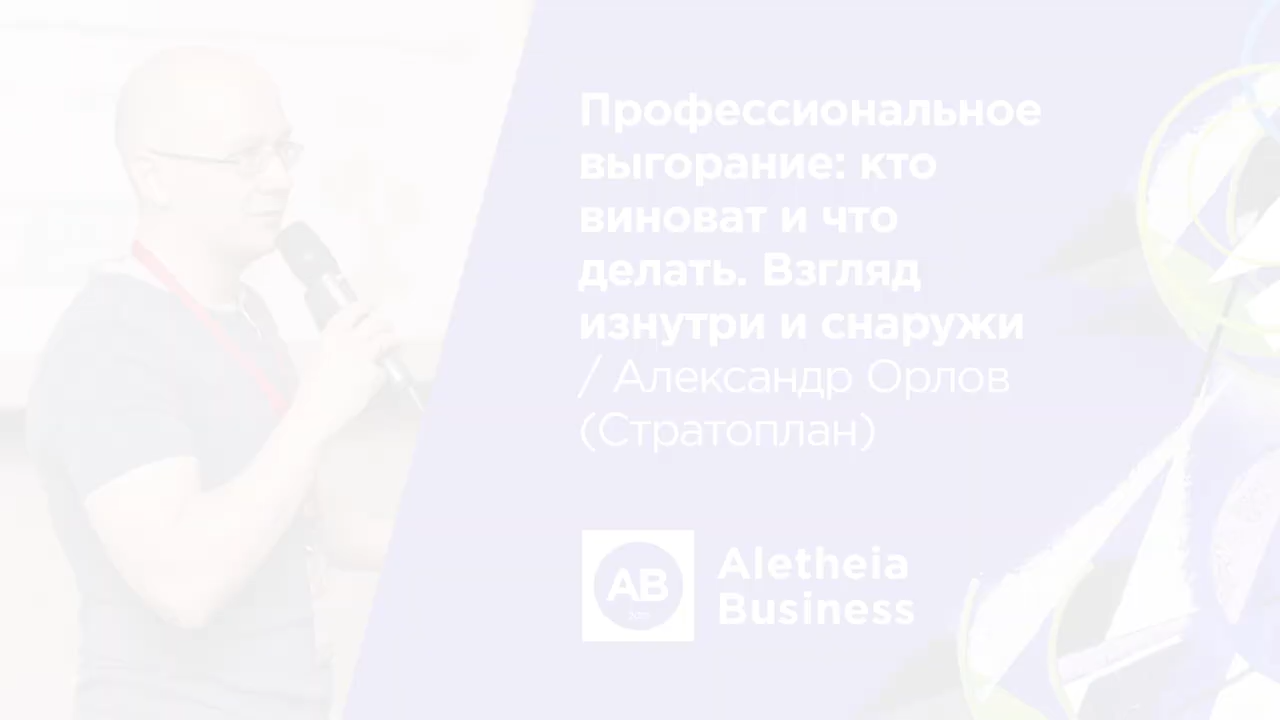 Профессиональное
выгорание: кто
виноват и что
делать. Взгляд
изнутри и снаружи
/ Александр Орлов
(Стратоплан)
AB
Aletheia
Business